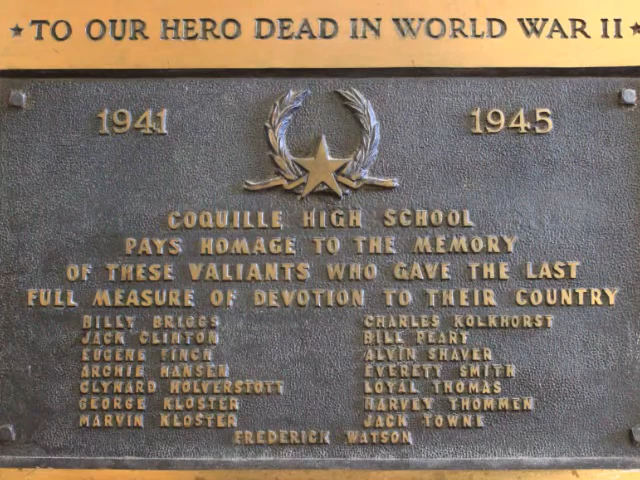 ★TO OUR HERO DEAD IN WORLD WAR II★
1941 1945
COQUILLE HIGH SCHOOL
PAYS HOMAGE TO THE MEMORY
OF THESE VALIANTS WHO GAVE THE LAST
FULL MEASURE OF DEVOTION TO THEIR COUNTRY
BILLY BRIGGS
JACK CLINTON
EUGENE FINCH
ARCHIE HANSEN
CLYNARD HOLVERSTOTT
GEORGE KLOSTER
MARVIN KLOSTER
CHARLES KOLKHORST
BILL PEART
ALVIN SHAVER
EVERETT SMITH
LOYAL THOMAS
HARVEY THOMMEN
JACK TOWNE
FREDERICK WATSON